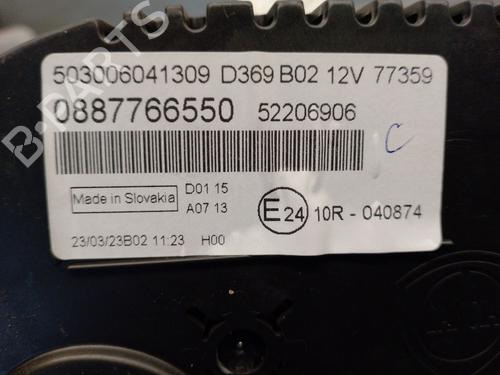 B-PARTS
503006041309 D369 B02 12V 77359
0887766550 52206906
C
Made in Slovakia D01 15
A07 13
E24 10R - 040874
23/03/23B02 11:23 H00